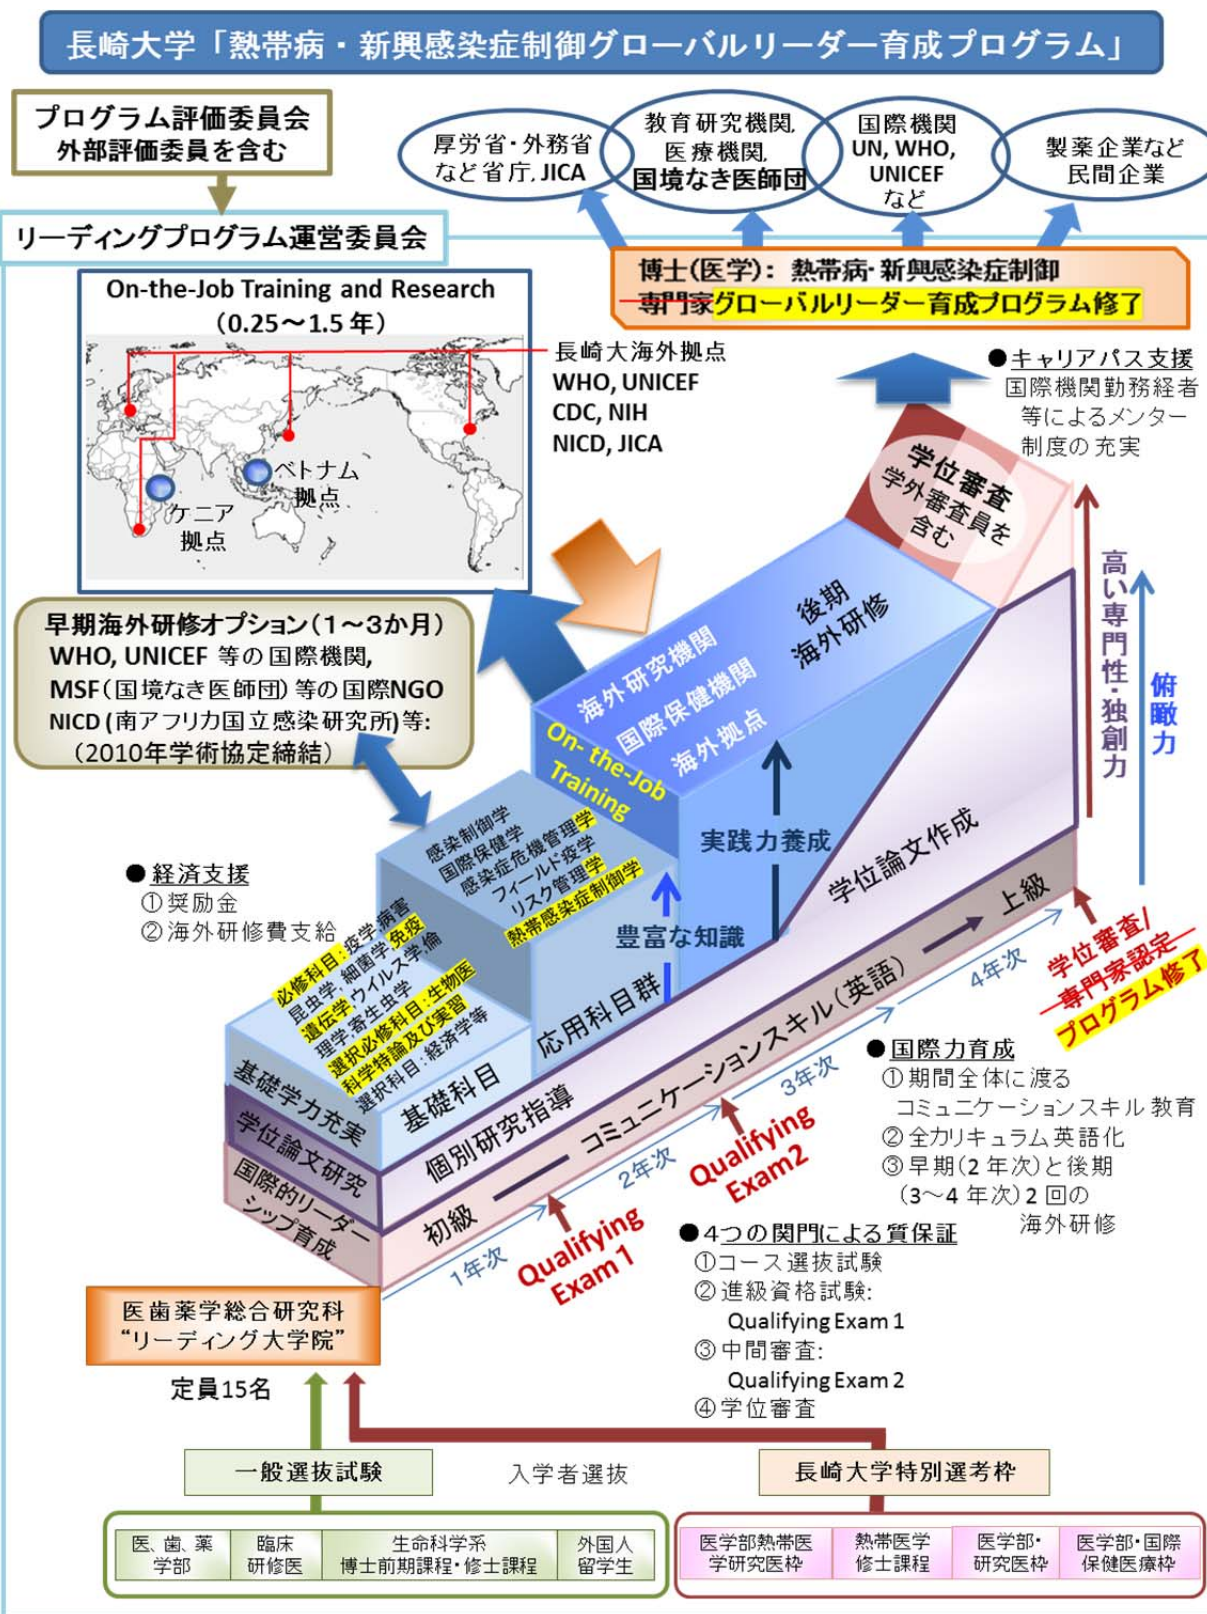 長崎大学「熱帯病・新興感染症制御グローバルリーダー育成プログラム」
プログラム評価委員会
外部評価委員を含む
厚労省・外務省
など省庁, JICA
教育研究機関,
医療機関,
国境なき医師団
国際機関
UN, WHO,
UNICEF
など
製薬企業など
民間企業
リーディングプログラム運営委員会
博士(医学)： 熱帯病・新興感染症制御
専門家グローバルリーダー育成プログラム修了
On-the-Job Training and Research
（0.25～1.5 年）
長崎大海外拠点
WHO, UNICEF
CDC, NIH
NICD, JICA
ベトナム
拠点
ケニア
拠点
●キャリアパス支援
国際機関勤務経者
等によるメンター
制度の充実
学位審査
学外審査員を
含む
高い専門性・独創力
俯瞰力
早期海外研修オプション（1～3か月）
WHO, UNICEF 等の国際機関,
MSF（国境なき医師団）等の国際NGO
NICD (南アフリカ国立感染研究所)等:
（2010年学術協定締結）
後期
海外研修
海外研究機関
国際保健機関
海外拠点
On- the-Job
Training
実践力養成
学位論文作成
●経済支援
①奨励金
②海外研修費支給
感染制御学
国際保健学
感染症危機管理学
フィールド疫学
リスク管理学
熱帯感染症制御学
豊富な知識
必修科目: 疫学,病害
昆虫学, 細菌学, 免疫
遺伝学, ウイルス学,倫
理学,寄生虫学
選択必修科目: 生物医
科学特論及び実習
選択科目: 経済学等
応用科目群
基礎学力充実
基礎科目
学位論文研究
個別研究指導
国際的リーダー
シップ育成
初級
コミュニケーションスキル(英語)
上級
1年次
2年次
3年次
4年次
Qualifying
Exam 1
Qualifying
Exam2
学位審査/
専門家認定
プログラム修了
●国際力育成
①期間全体に渡る
コミュニケーションスキル教育
②全カリキュラム英語化
③早期(2 年次)と後期
(3～4 年次) 2 回の
海外研修
●4つの関門による質保証
①コース選抜試験
②進級資格試験:
Qualifying Exam 1
③中間審査:
Qualifying Exam 2
④学位審査
医歯薬学総合研究科
“リーディング大学院”
定員15名
一般選抜試験
入学者選抜
長崎大学特別選考枠
医、歯、薬
学部
臨床
研修医
生命科学系
博士前期課程・修士課程
外国人
留学生
医学部熱帯医
学研究医枠
熱帯医学
修士課程
医学部・
研究医枠
医学部・国際
保健医療枠